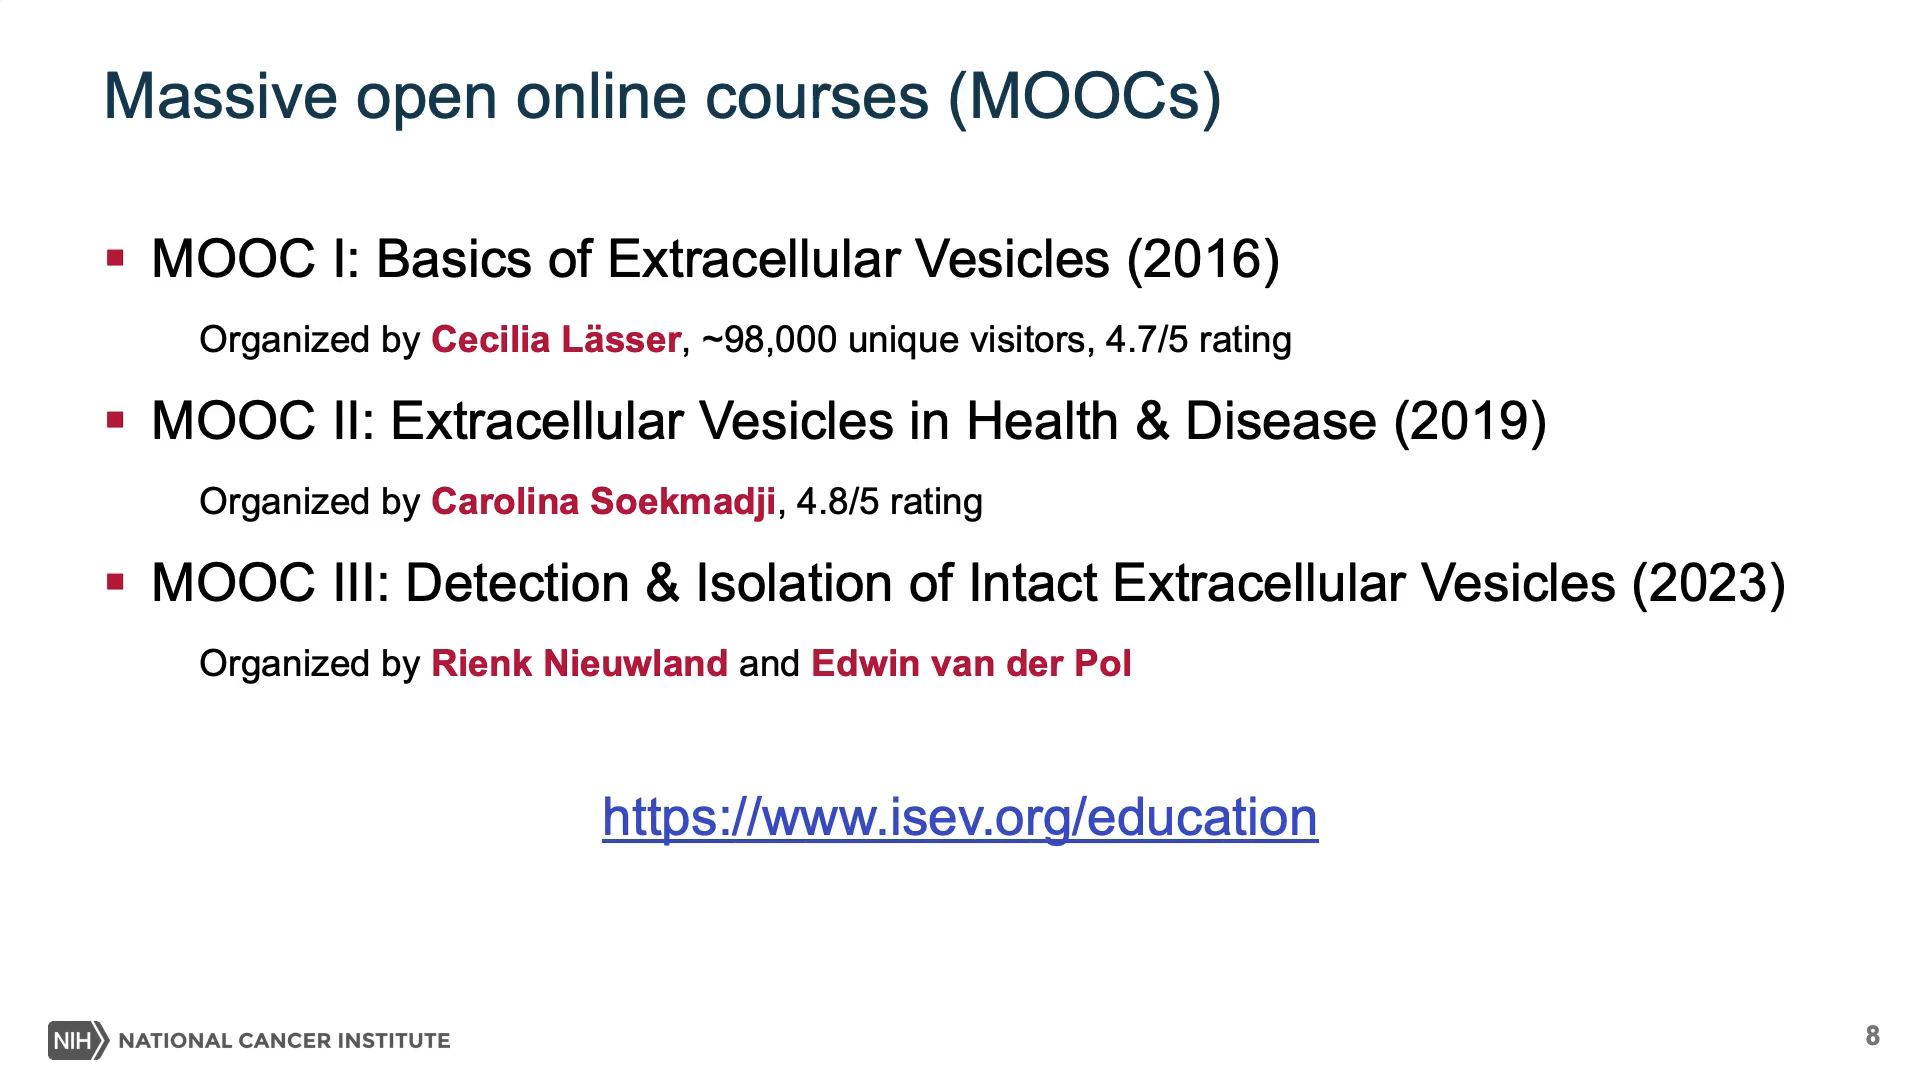 Massive open online courses (MOOCs)
MOOC I: Basics of Extracellular Vesicles (2016)
Organized by Cecilia Lässer, ~98,000 unique visitors, 4.7/5 rating
MOOC II: Extracellular Vesicles in Health & Disease (2019)
Organized by Carolina Soekmadji, 4.8/5 rating
MOOC III: Detection & Isolation of Intact Extracellular Vesicles (2023)
Organized by Rienk Nieuwland and Edwin van der Pol
https://www.isev.org/education
NIH NATIONAL CANCER INSTITUTE
8